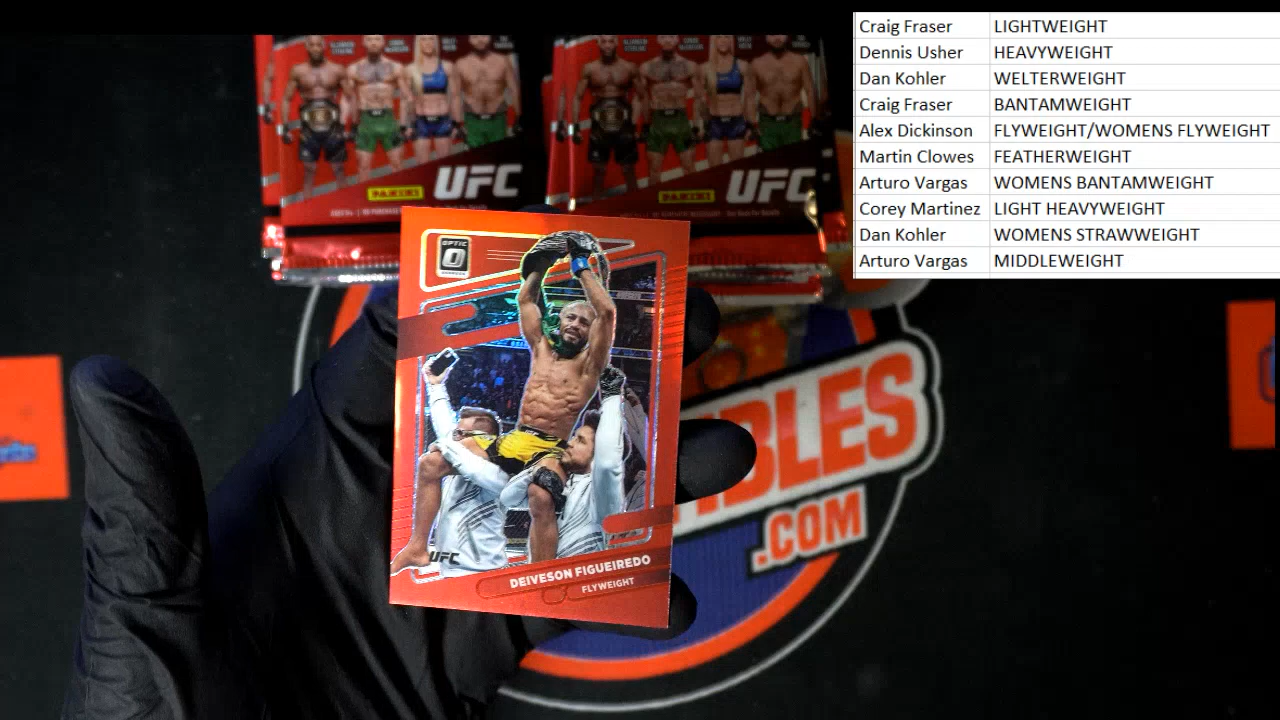 Craig Fraser LIGHTWEIGHT
Dennis Usher HEAVYWEIGHT
Dan Kohler WELTERWEIGHT
Craig Fraser BANTAMWEIGHT
Alex Dickinson FLYWEIGHT/WOMENS FLYWEIGHT
Martin Clowes FEATHERWEIGHT
Arturo Vargas WOMENS BANTAMWEIGHT
Corey Martinez LIGHT HEAVYWEIGHT
Dan Kohler WOMENS STRAWWEIGHT
Arturo Vargas MIDDLEWEIGHT
PANINI UFC
PANINI UFC
OPTIC
UFC
DEIVESON FIGUEIREDO
FLYWEIGHT
BLES
.COM